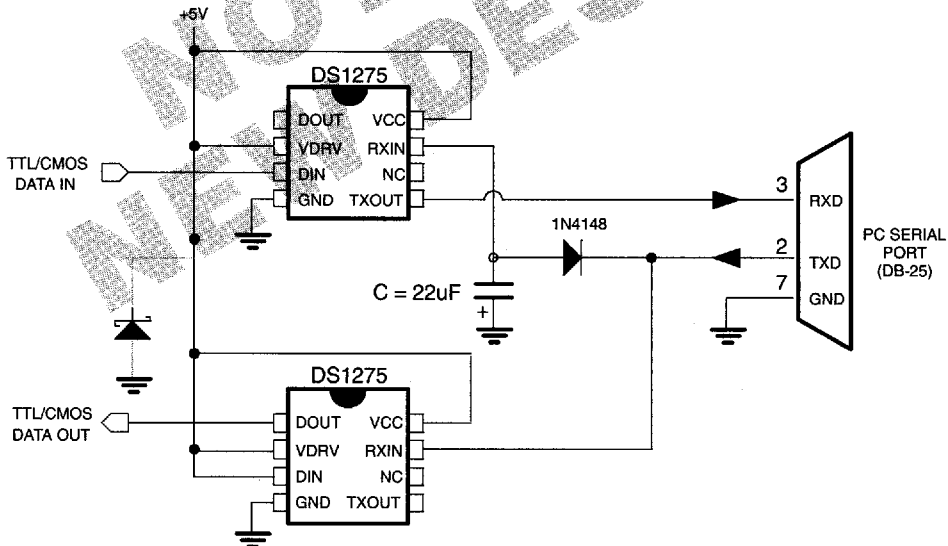 +5V
DS1275
DOUT VCC
VDRV RXIN
DIN NC
GND TXOUT
TTL/CMOS
DATA IN
1N4148
C = 22uF
+
3 RXD
2 TXD
7 GND
PC SERIAL
PORT
(DB-25)
DS1275
DOUT VCC
VDRV RXIN
DIN NC
GND TXOUT
TTL/CMOS
DATA OUT
NEW DES